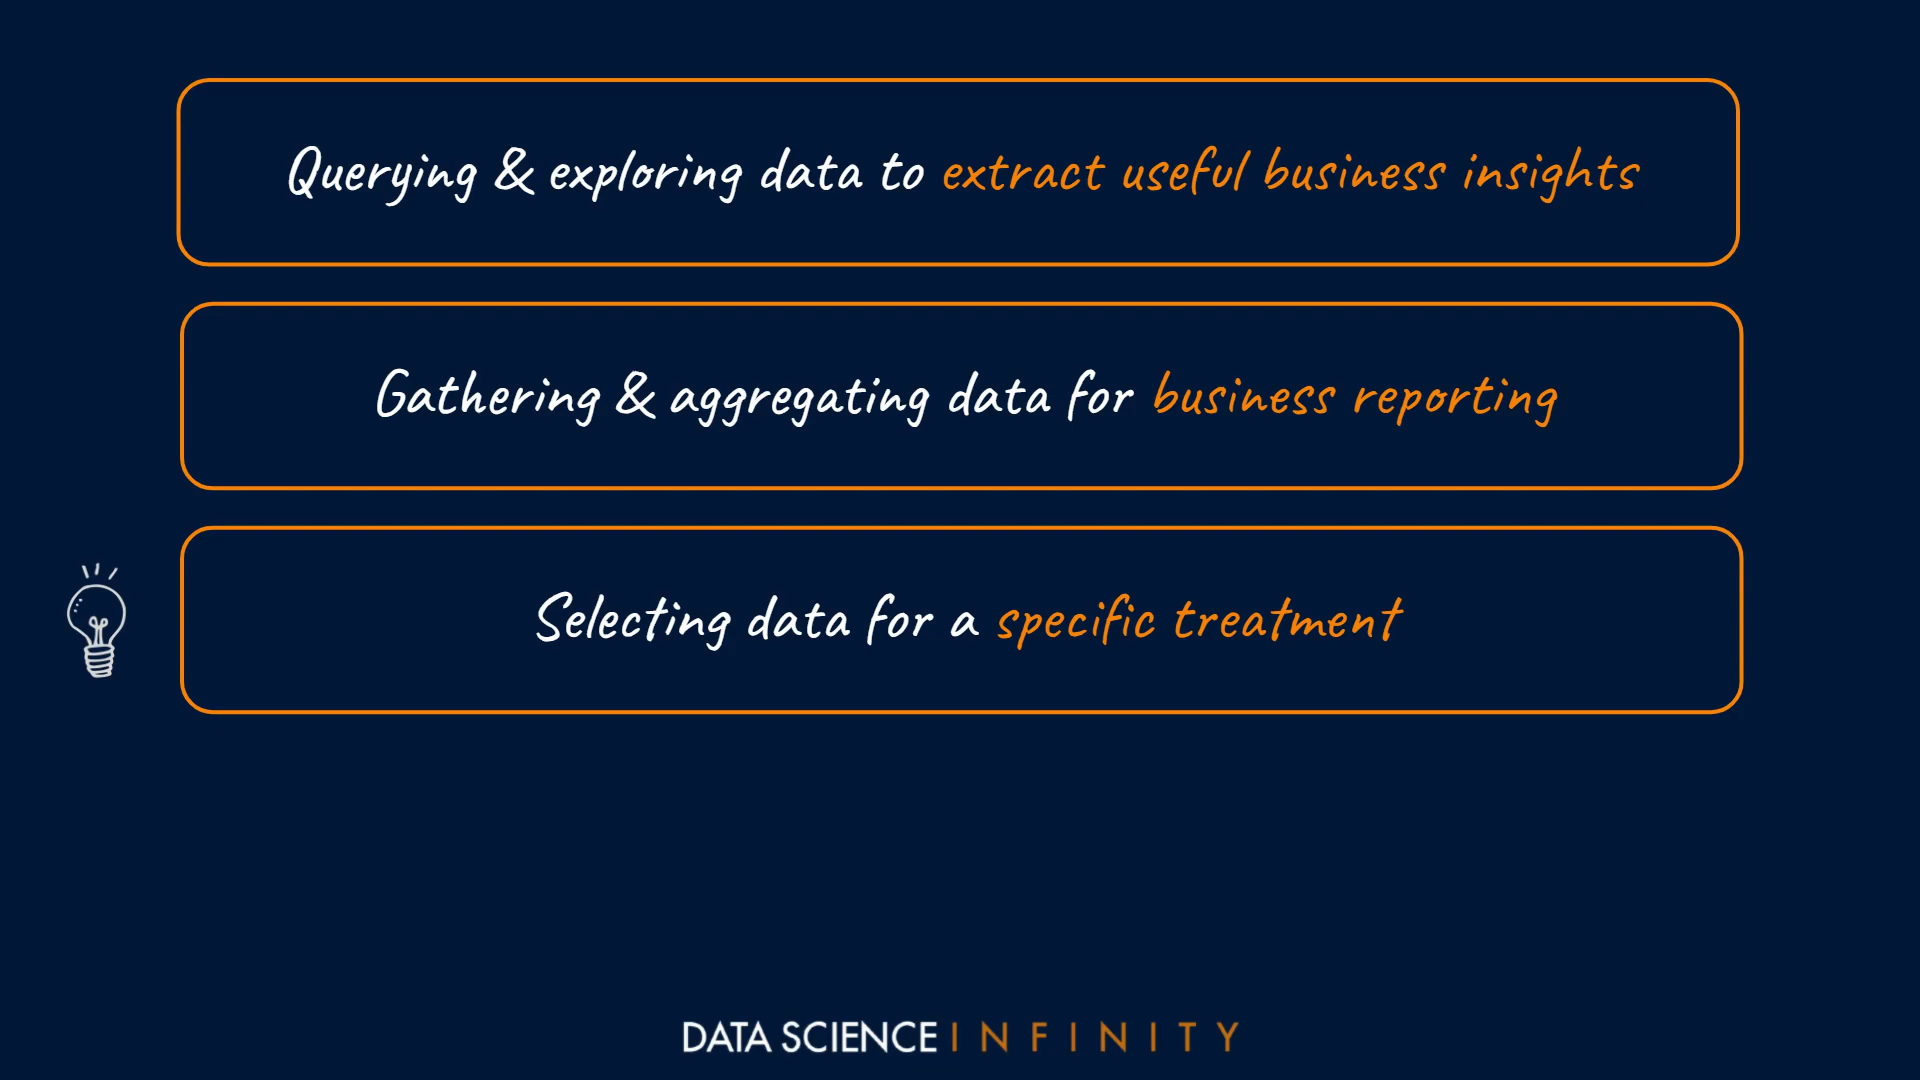 Querying & exploring data to extract useful business insights
Gathering & aggregating data for business reporting
Selecting data for a specific treatment
DATA SCIENCE INFINITY